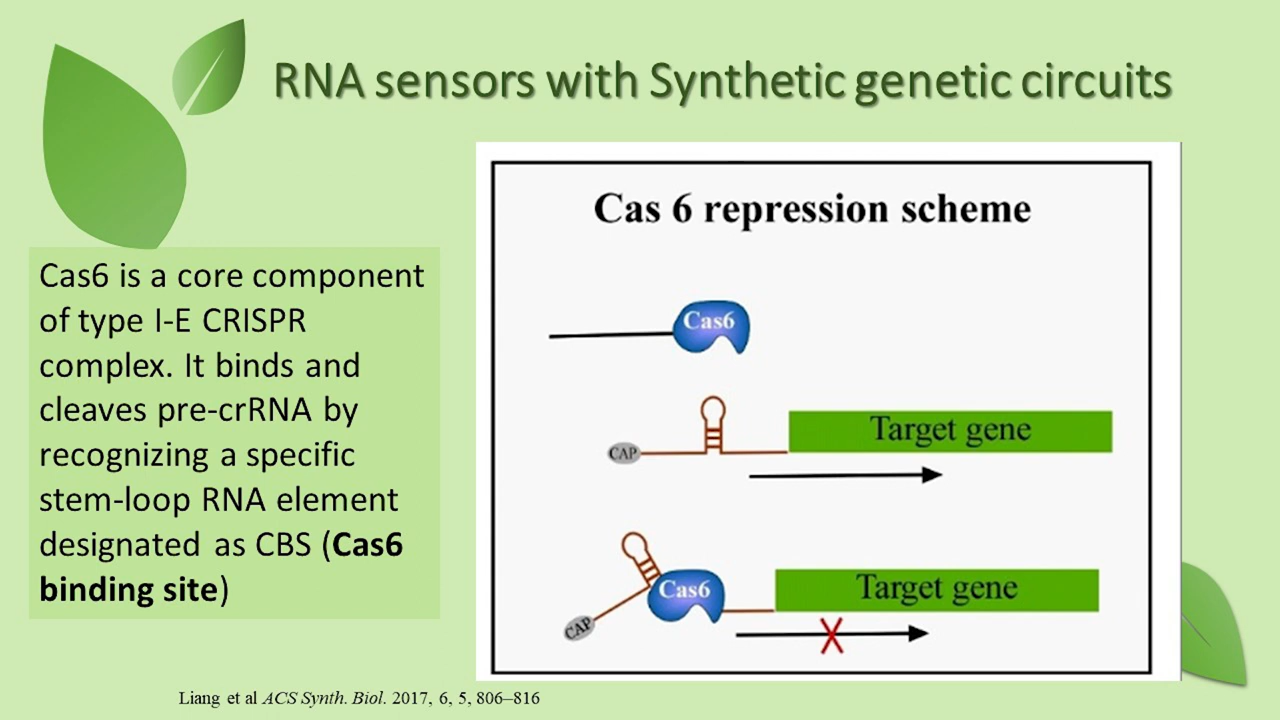 RNA sensors with Synthetic genetic circuits
Cas6 is a core component
of type I-E CRISPR
complex. It binds and
cleaves pre-crRNA by
recognizing a specific
stem-loop RNA element
designated as CBS (Cas6
binding site)
Cas 6 repression scheme
Cas6
CAP
Target gene
CAP
Cas6
Target gene
Liang et al ACS Synth. Biol. 2017, 6, 5, 806–816